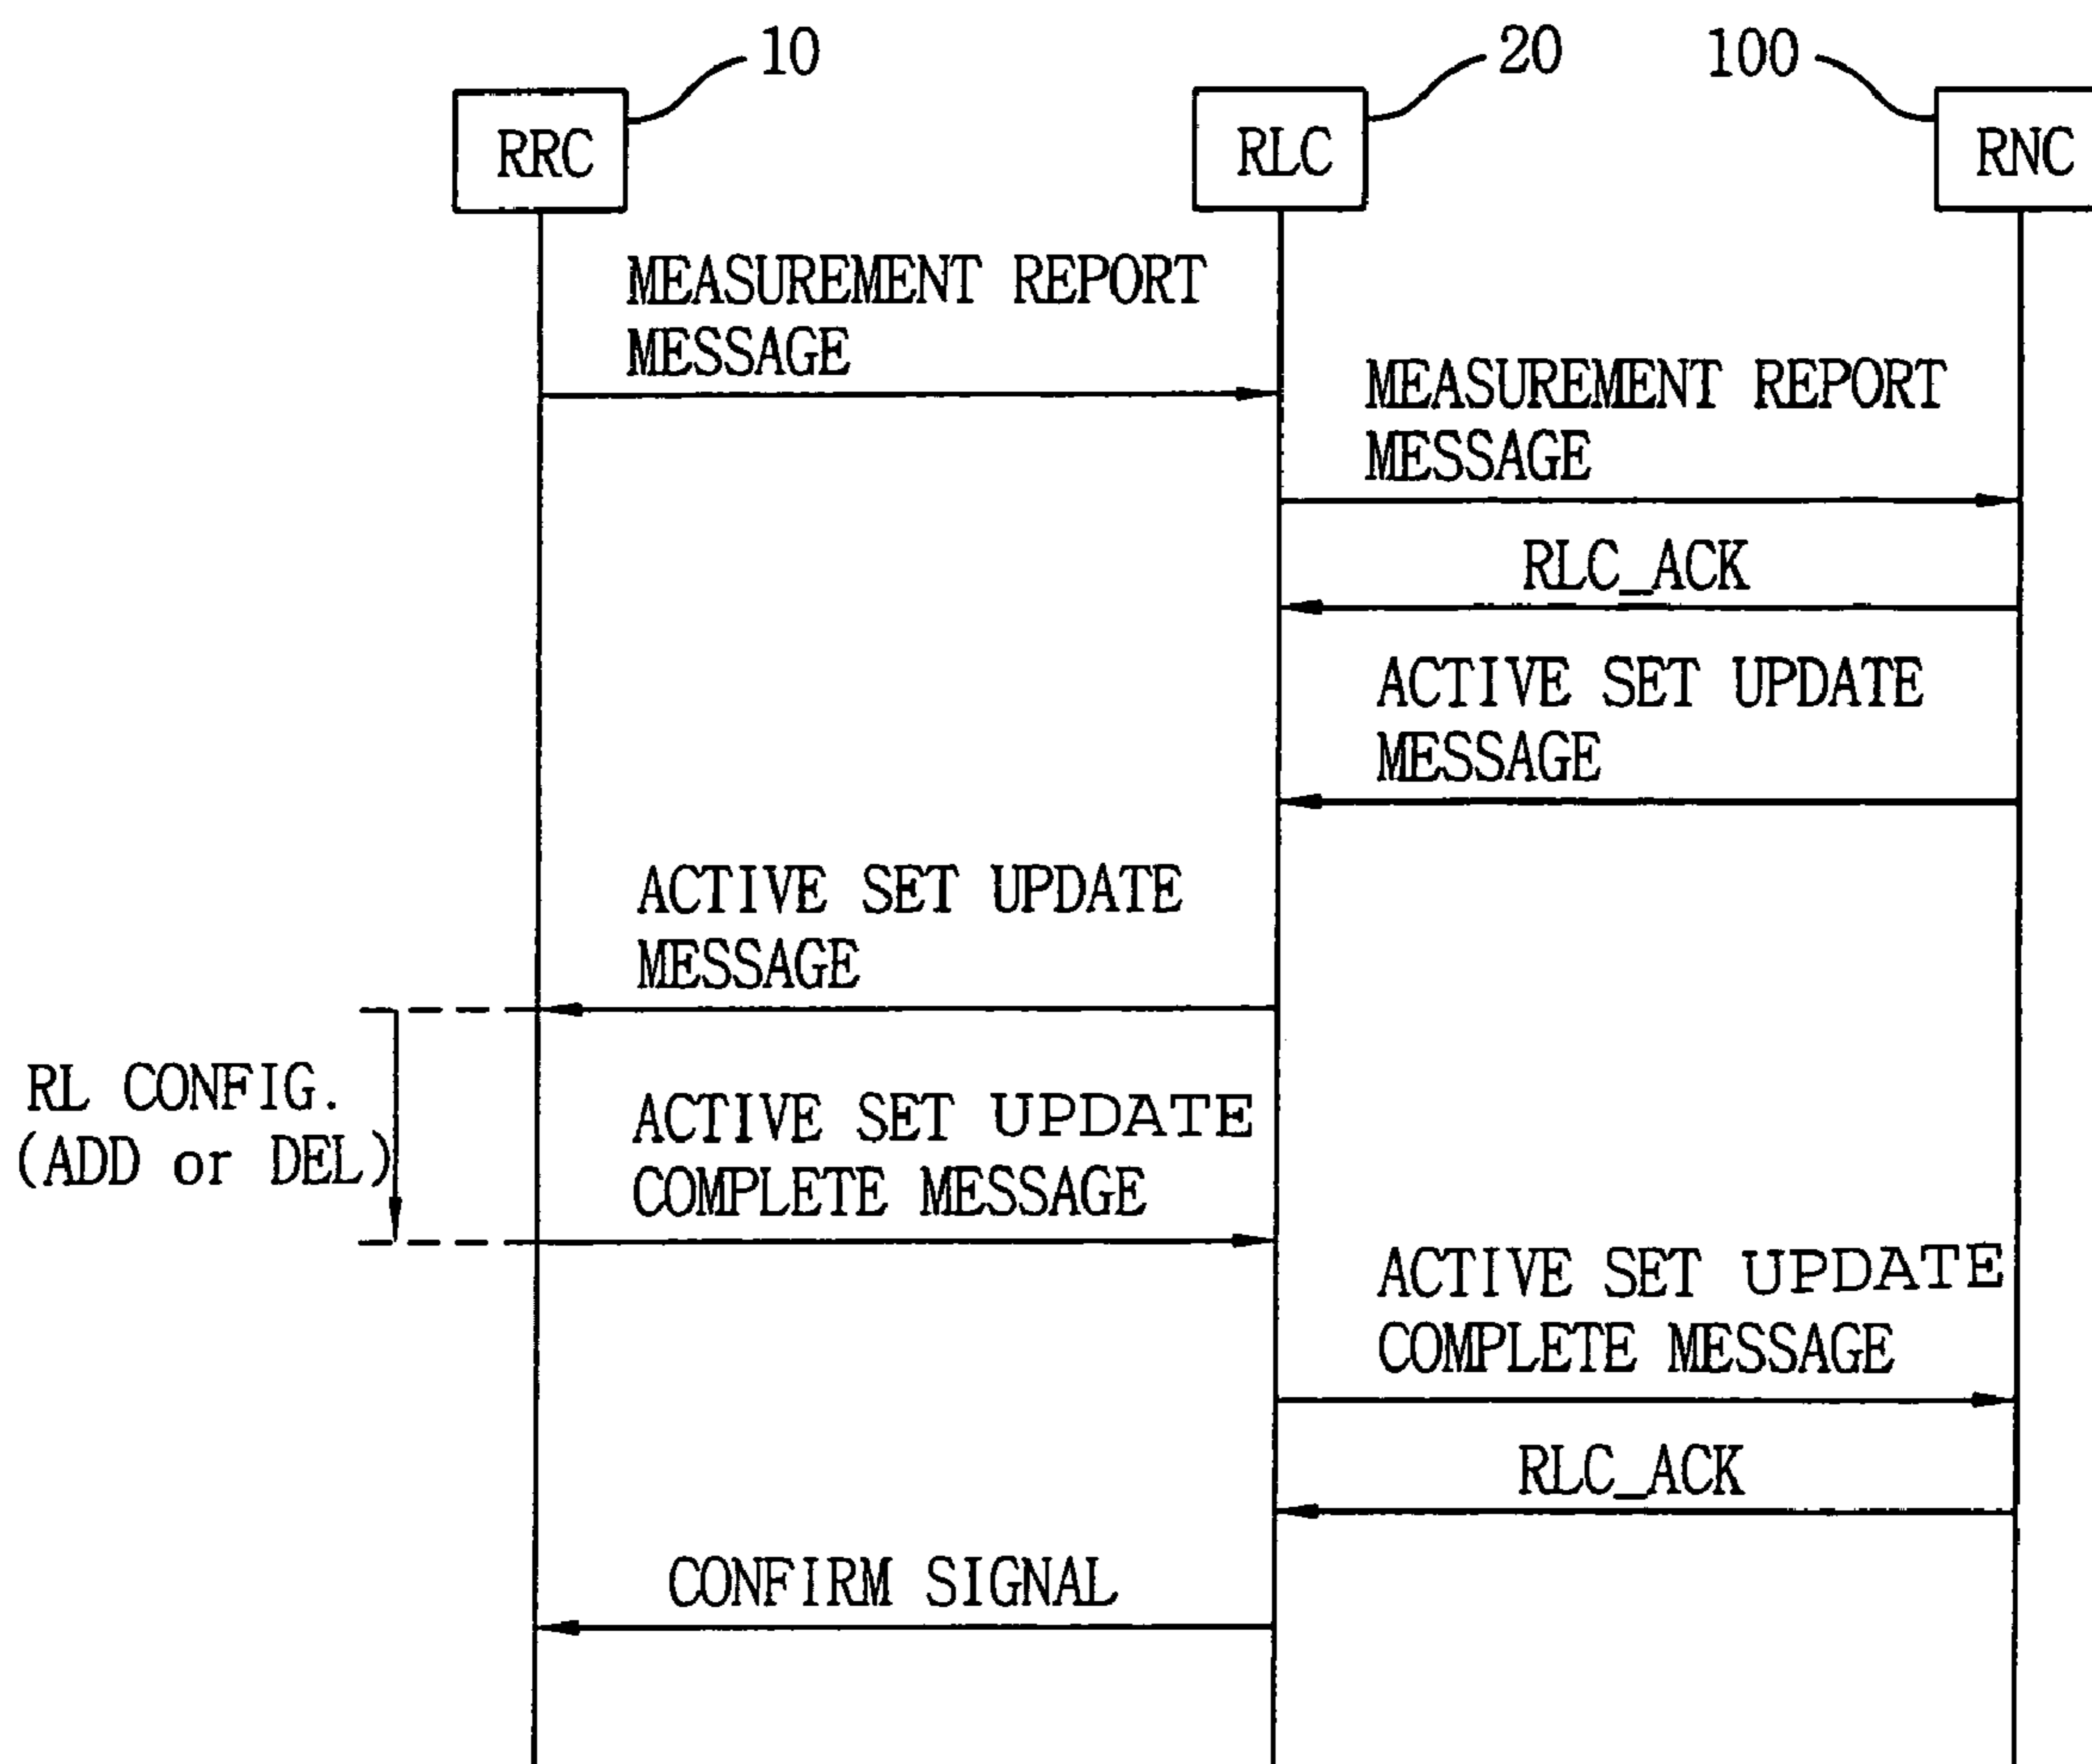 10
20
100
RRC
RLC
RNC
MEASUREMENT REPORT
MESSAGE
MEASUREMENT REPORT
MESSAGE
RLC_ACK
ACTIVE SET UPDATE
MESSAGE
ACTIVE SET UPDATE
MESSAGE
RL CONFIG.
(ADD or DEL)
ACTIVE SET UPDATE
COMPLETE MESSAGE
ACTIVE SET UPDATE
COMPLETE MESSAGE
RLC_ACK
CONFIRM SIGNAL